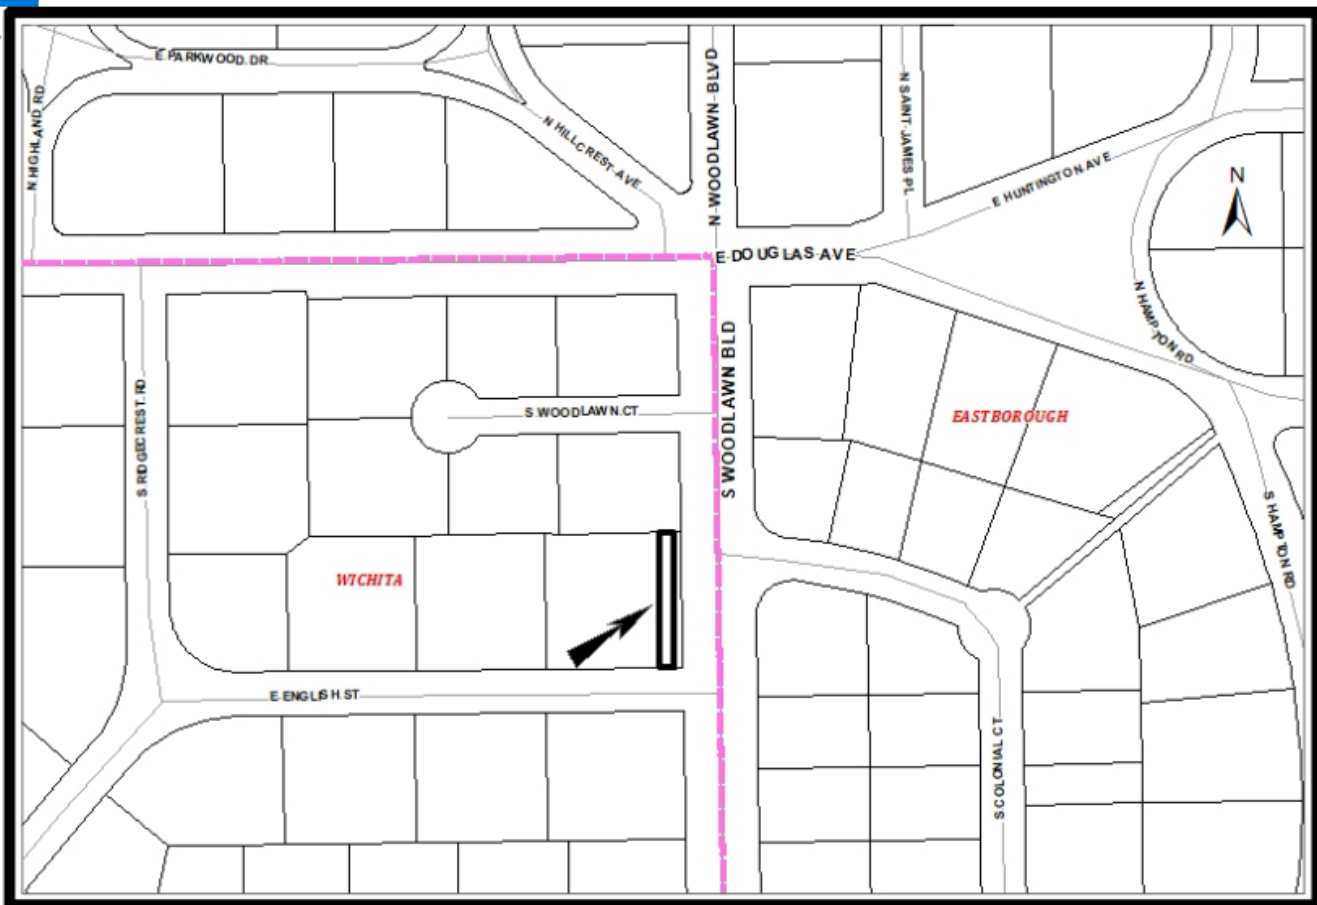 E PARKWOOD DR
N HIGHLAND RD
N HILLCREST AVE
N WOODLAWN BLVD
N SAINT JAMES PL
E HUNTINGTON AVE
N
E DOUGLAS AVE
N HAMPTON RD
S RIDGECREST RD
S WOODLAWN CT
S WOODLAWN BLD
EASTBOROUGH
S HAMPTON RD
WICHITA
E ENGLISH ST
S COLONIAL CT